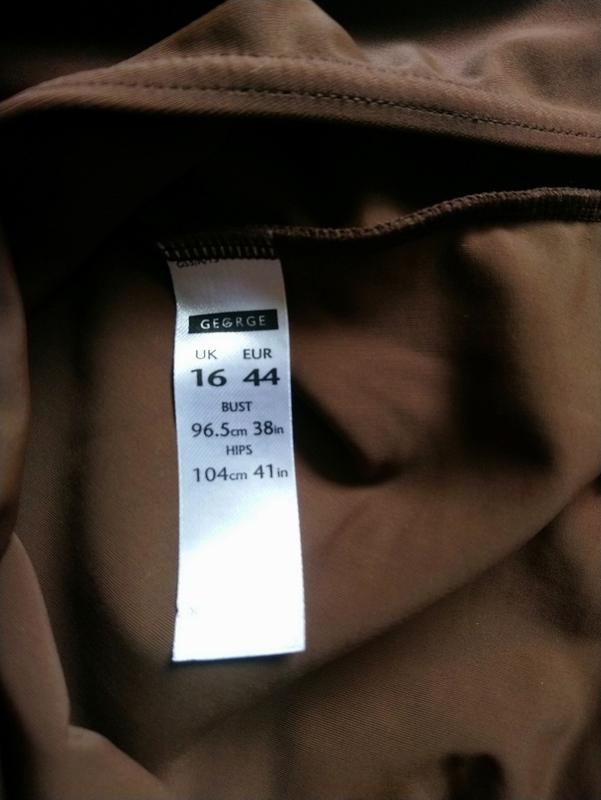 GEORGE
UK EUR
16 44
BUST
96.5cm 38in
HIPS
104cm 41in